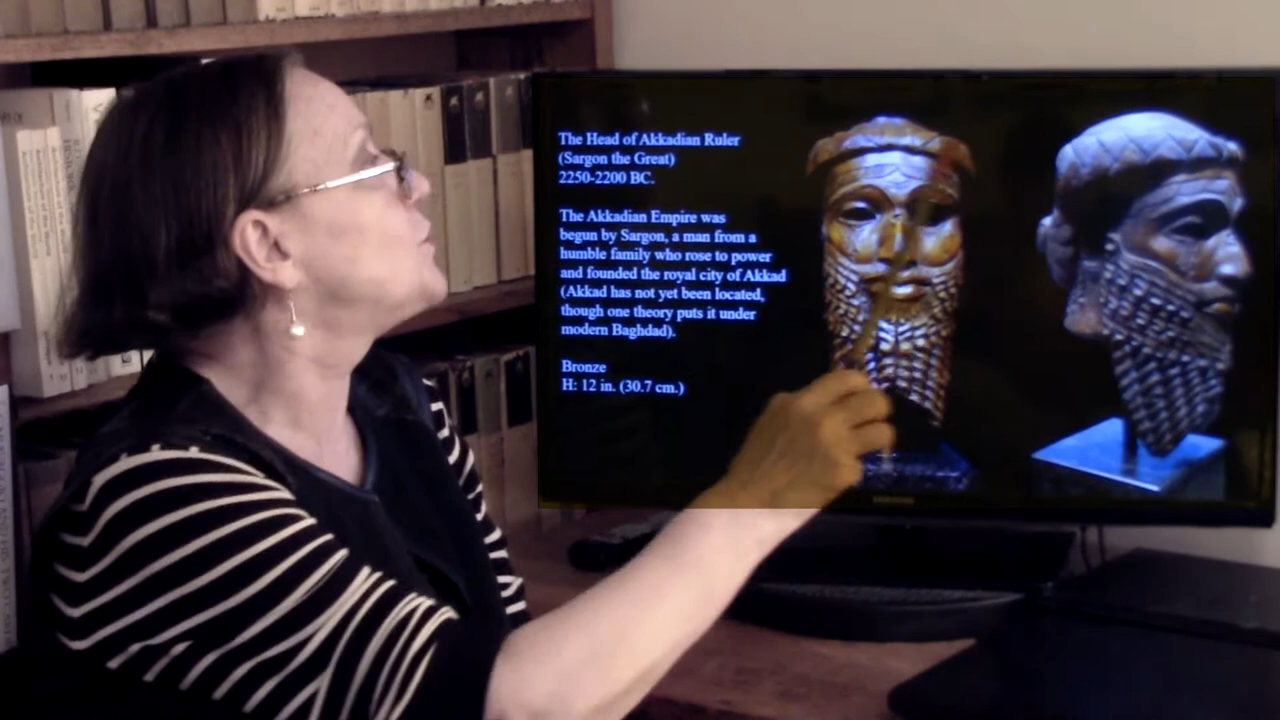 The Head of Akkadian Ruler
(Sargon the Great)
2250-2200 BC.
The Akkadian Empire was
begun by Sargon, a man from a
humble family who rose to power
and founded the royal city of Akkad
(Akkad has not yet been located,
though one theory puts it under
modern Baghdad).
Bronze
H: 12 in. (30.7 cm.)
SAMSUNG